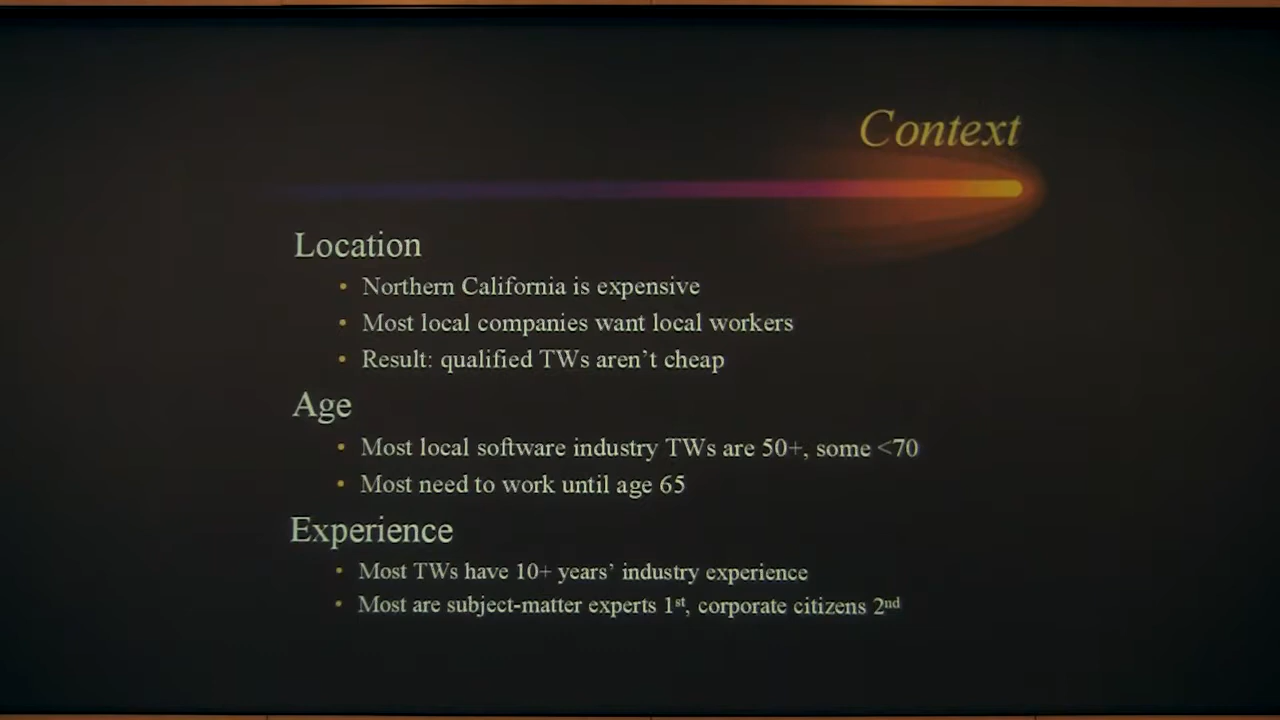 Context
Location
• Northern California is expensive
• Most local companies want local workers
• Result: qualified TWs aren’t cheap
Age
• Most local software industry TWs are 50+, some <70
• Most need to work until age 65
Experience
• Most TWs have 10+ years’ industry experience
• Most are subject-matter experts 1st, corporate citizens 2nd